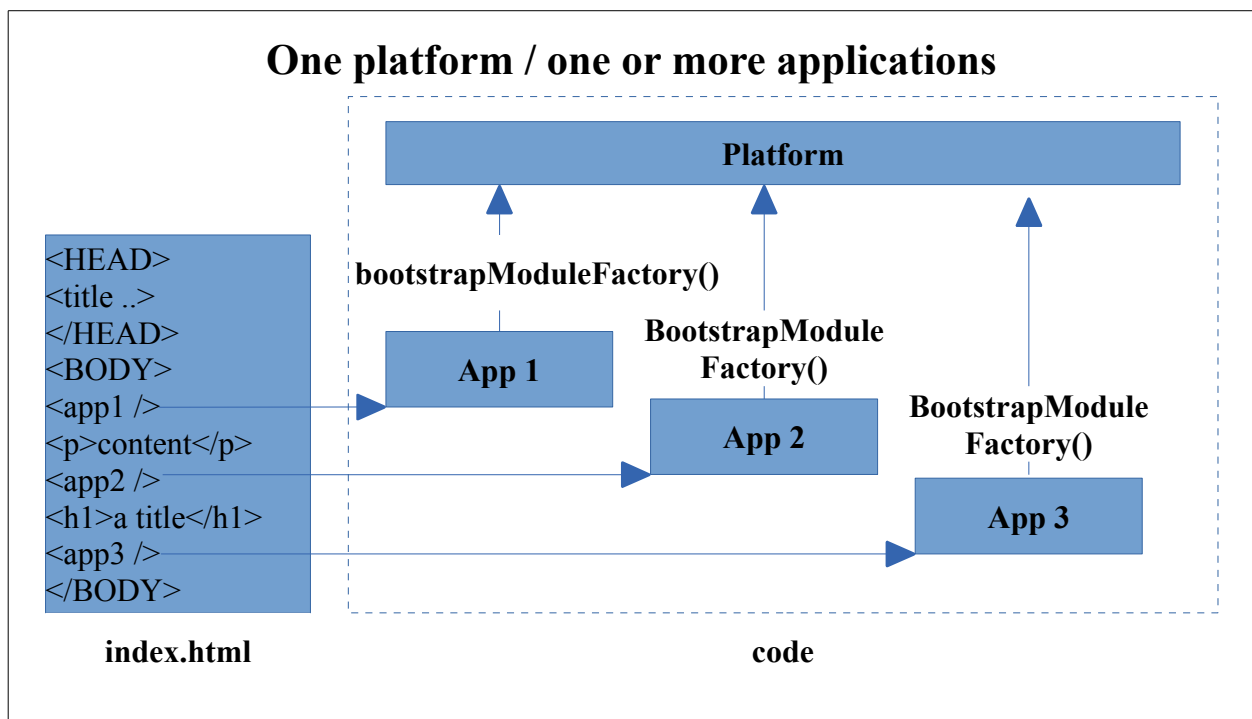 One platform / one or more applications
Platform
<HEAD>
<title ..>
</HEAD>
<BODY>
<app1 />
<p>content</p>
<app2 />
<h1>a title</h1>
<app3 />
</BODY>
index.html
bootstrapModuleFactory()
App 1
BootstrapModule
Factory()
App 2
BootstrapModule
Factory()
App 3
code